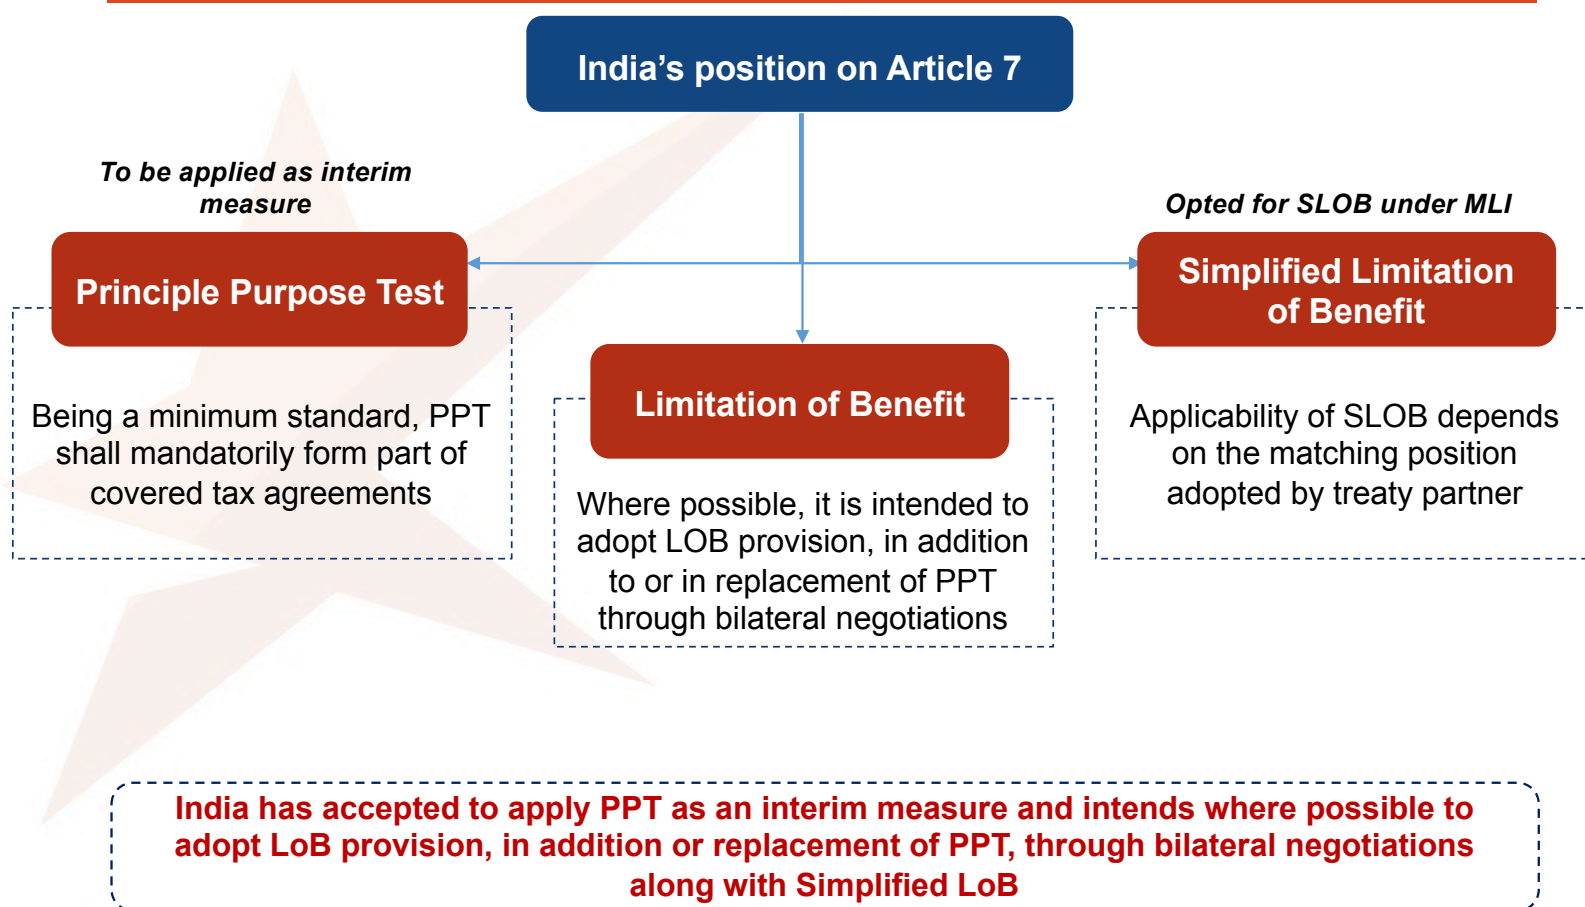 India’s position on Article 7
To be applied as interim
measure
Principle Purpose Test
Being a minimum standard, PPT
shall mandatorily form part of
covered tax agreements
Limitation of Benefit
Where possible, it is intended to
adopt LOB provision, in addition
to or in replacement of PPT
through bilateral negotiations
Opted for SLOB under MLI
Simplified Limitation
of Benefit
Applicability of SLOB depends
on the matching position
adopted by treaty partner
India has accepted to apply PPT as an interim measure and intends where possible to
adopt LoB provision, in addition or replacement of PPT, through bilateral negotiations
along with Simplified LoB